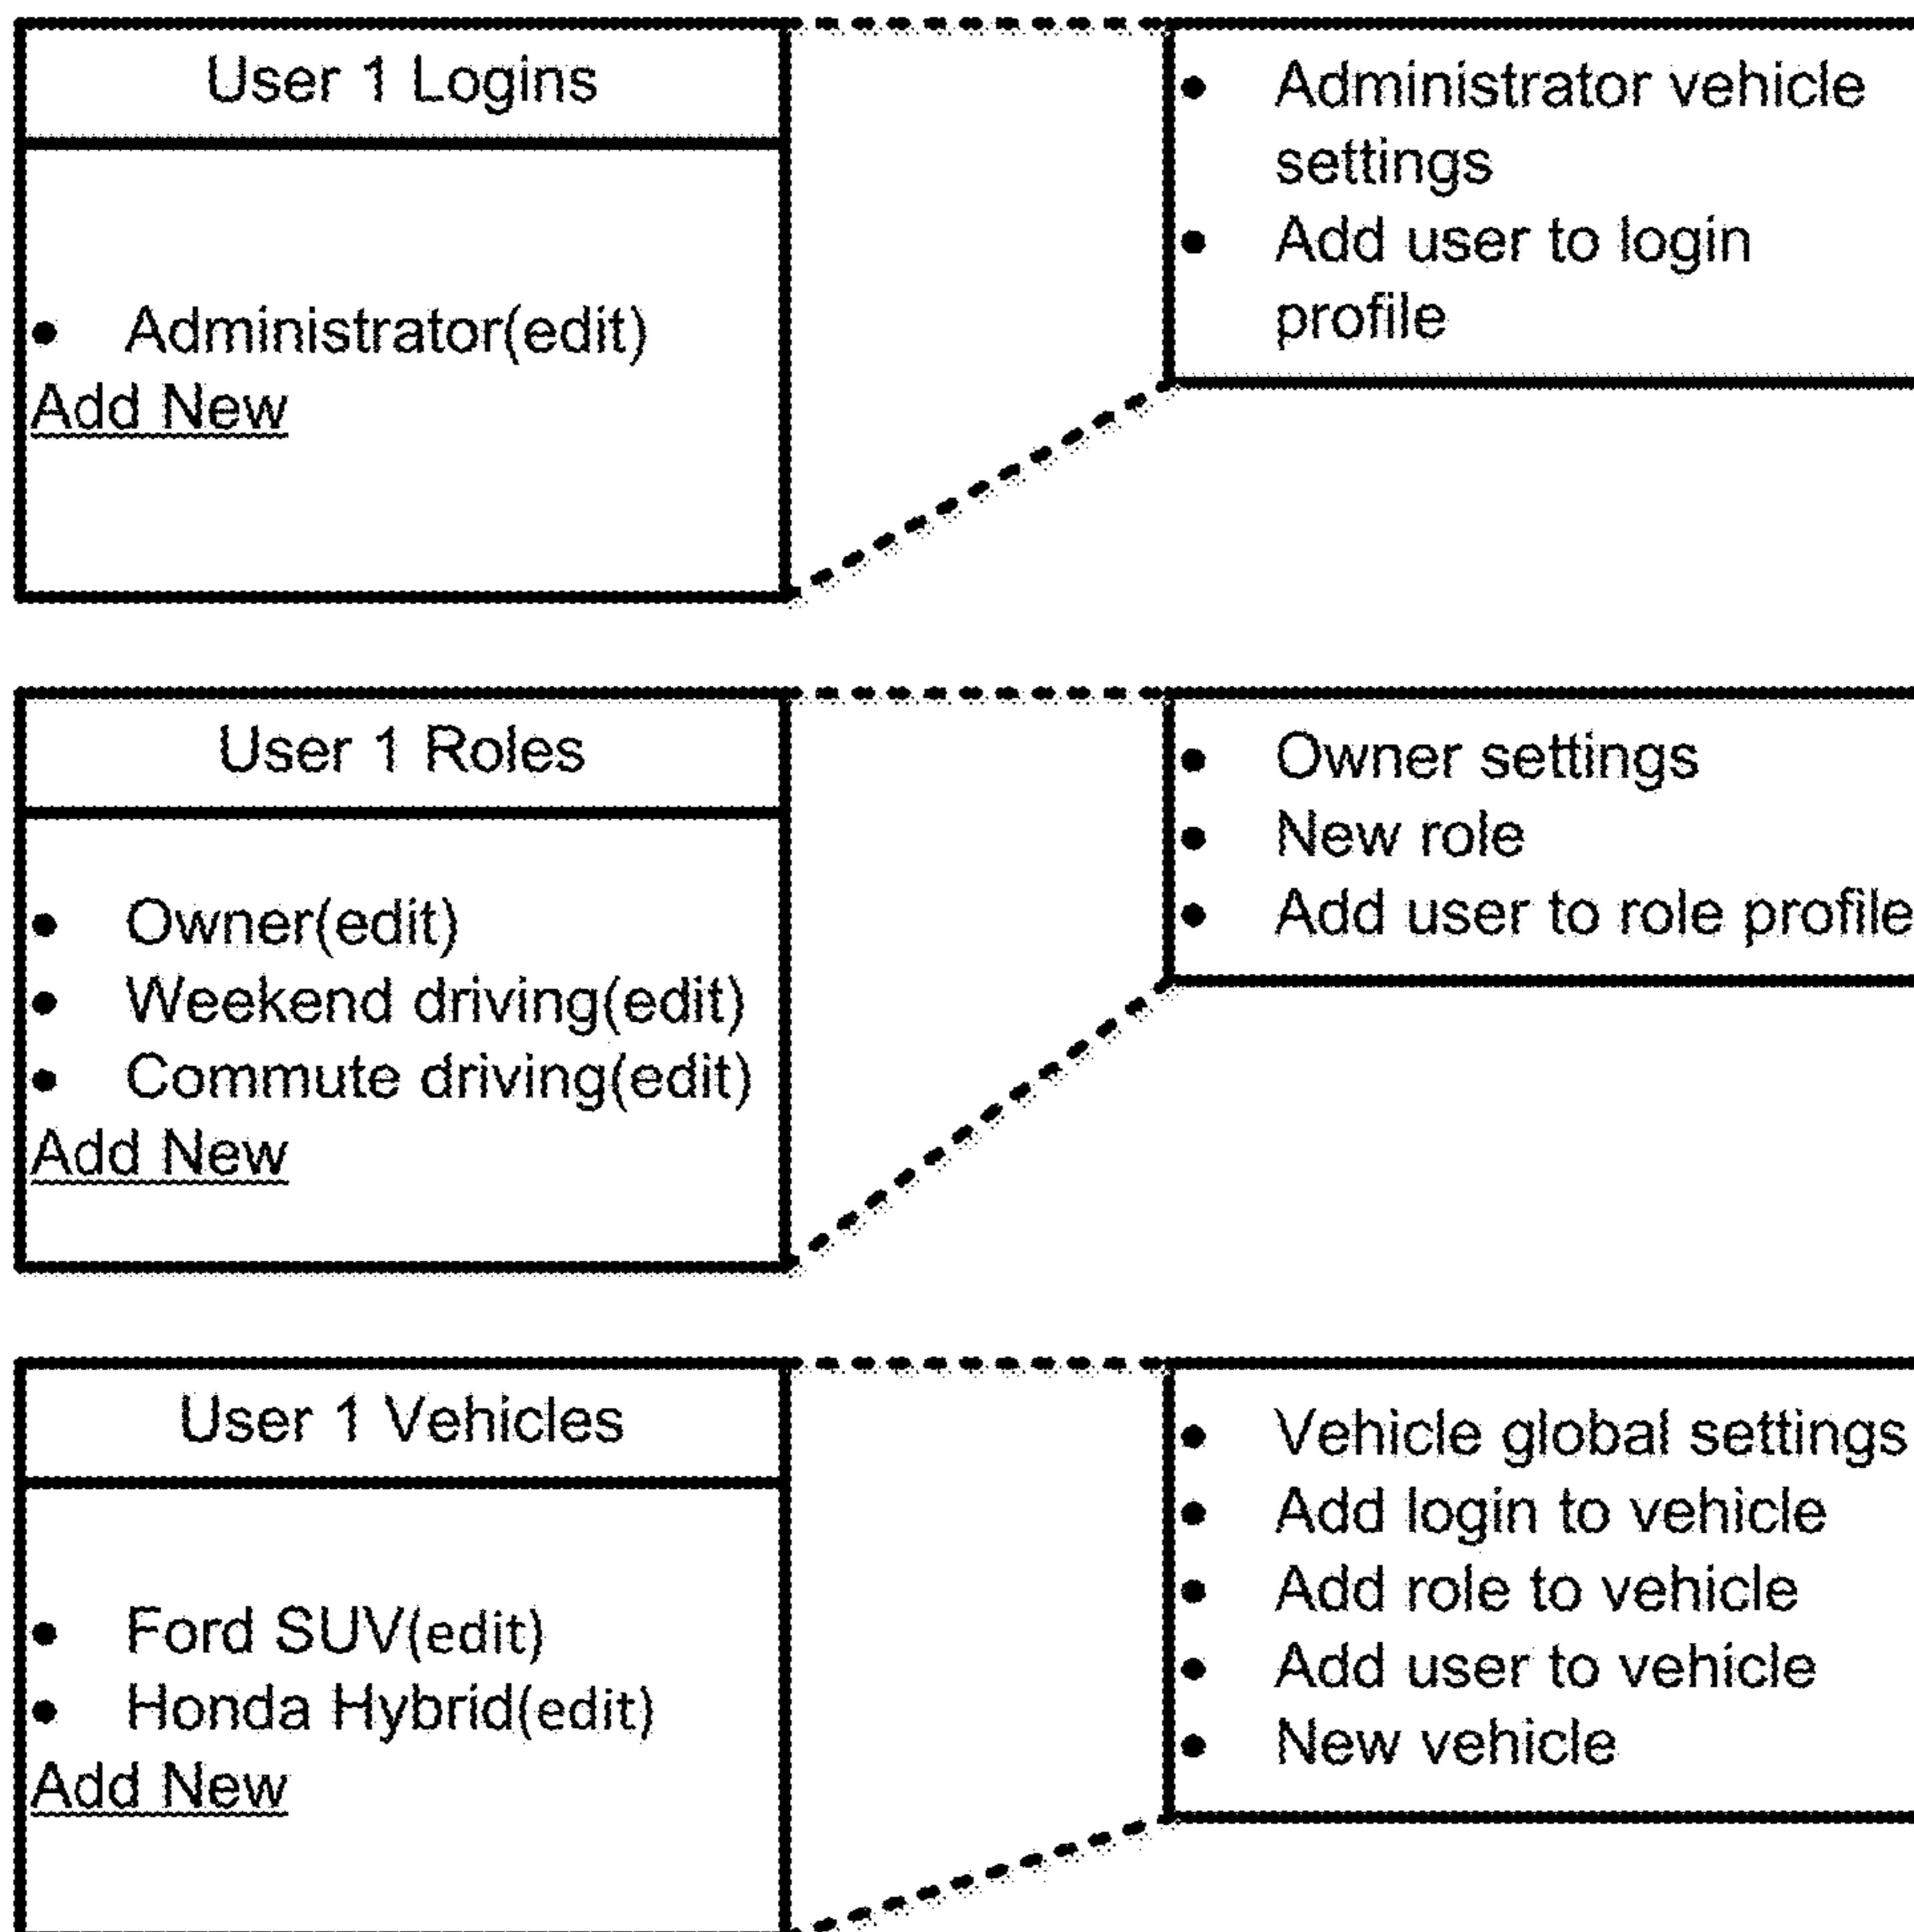 User 1 Logins
• Administrator(edit)
Add New
• Administrator vehicle
settings
• Add user to login
profile
User 1 Roles
• Owner(edit)
• Weekend driving(edit)
• Commute driving(edit)
Add New
• Owner settings
• New role
• Add user to role profile
User 1 Vehicles
• Ford SUV(edit)
• Honda Hybrid(edit)
Add New
• Vehicle global settings
• Add login to vehicle
• Add role to vehicle
• Add user to vehicle
• New vehicle